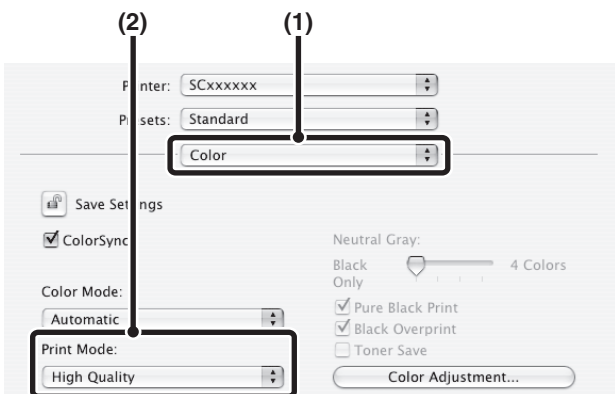 (2) (1)
Printer: SCxxxxxx
Presets: Standard
Color
Save Settings
ColorSync
Neutral Gray:
Black Only 4 Colors
Color Mode:
Automatic
Pure Black Print
Black Overprint
Print Mode:
Toner Save
High Quality
Color Adjustment...